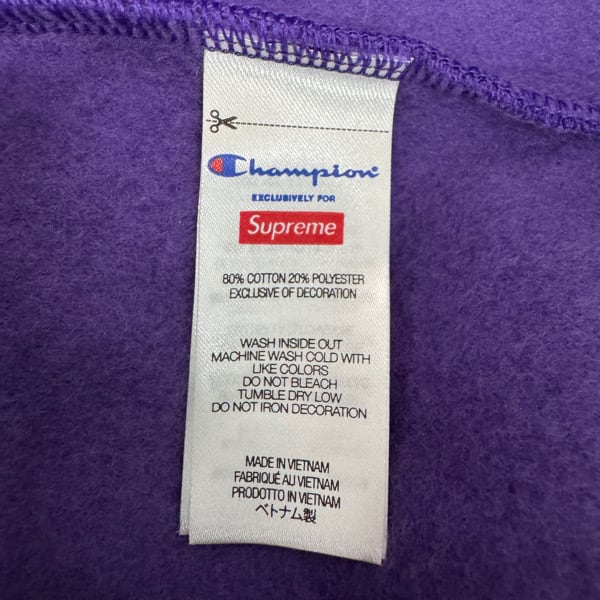 Champion
EXCLUSIVELY FOR
Supreme
80% COTTON 20% POLYESTER
EXCLUSIVE OF DECORATION
WASH INSIDE OUT
MACHINE WASH COLD WITH
LIKE COLORS
DO NOT BLEACH
TUMBLE DRY LOW
DO NOT IRON DECORATION
MADE IN VIETNAM
FABRIQUÉ AU VIETNAM
PRODOTTO IN VIETNAM
ベトナム製